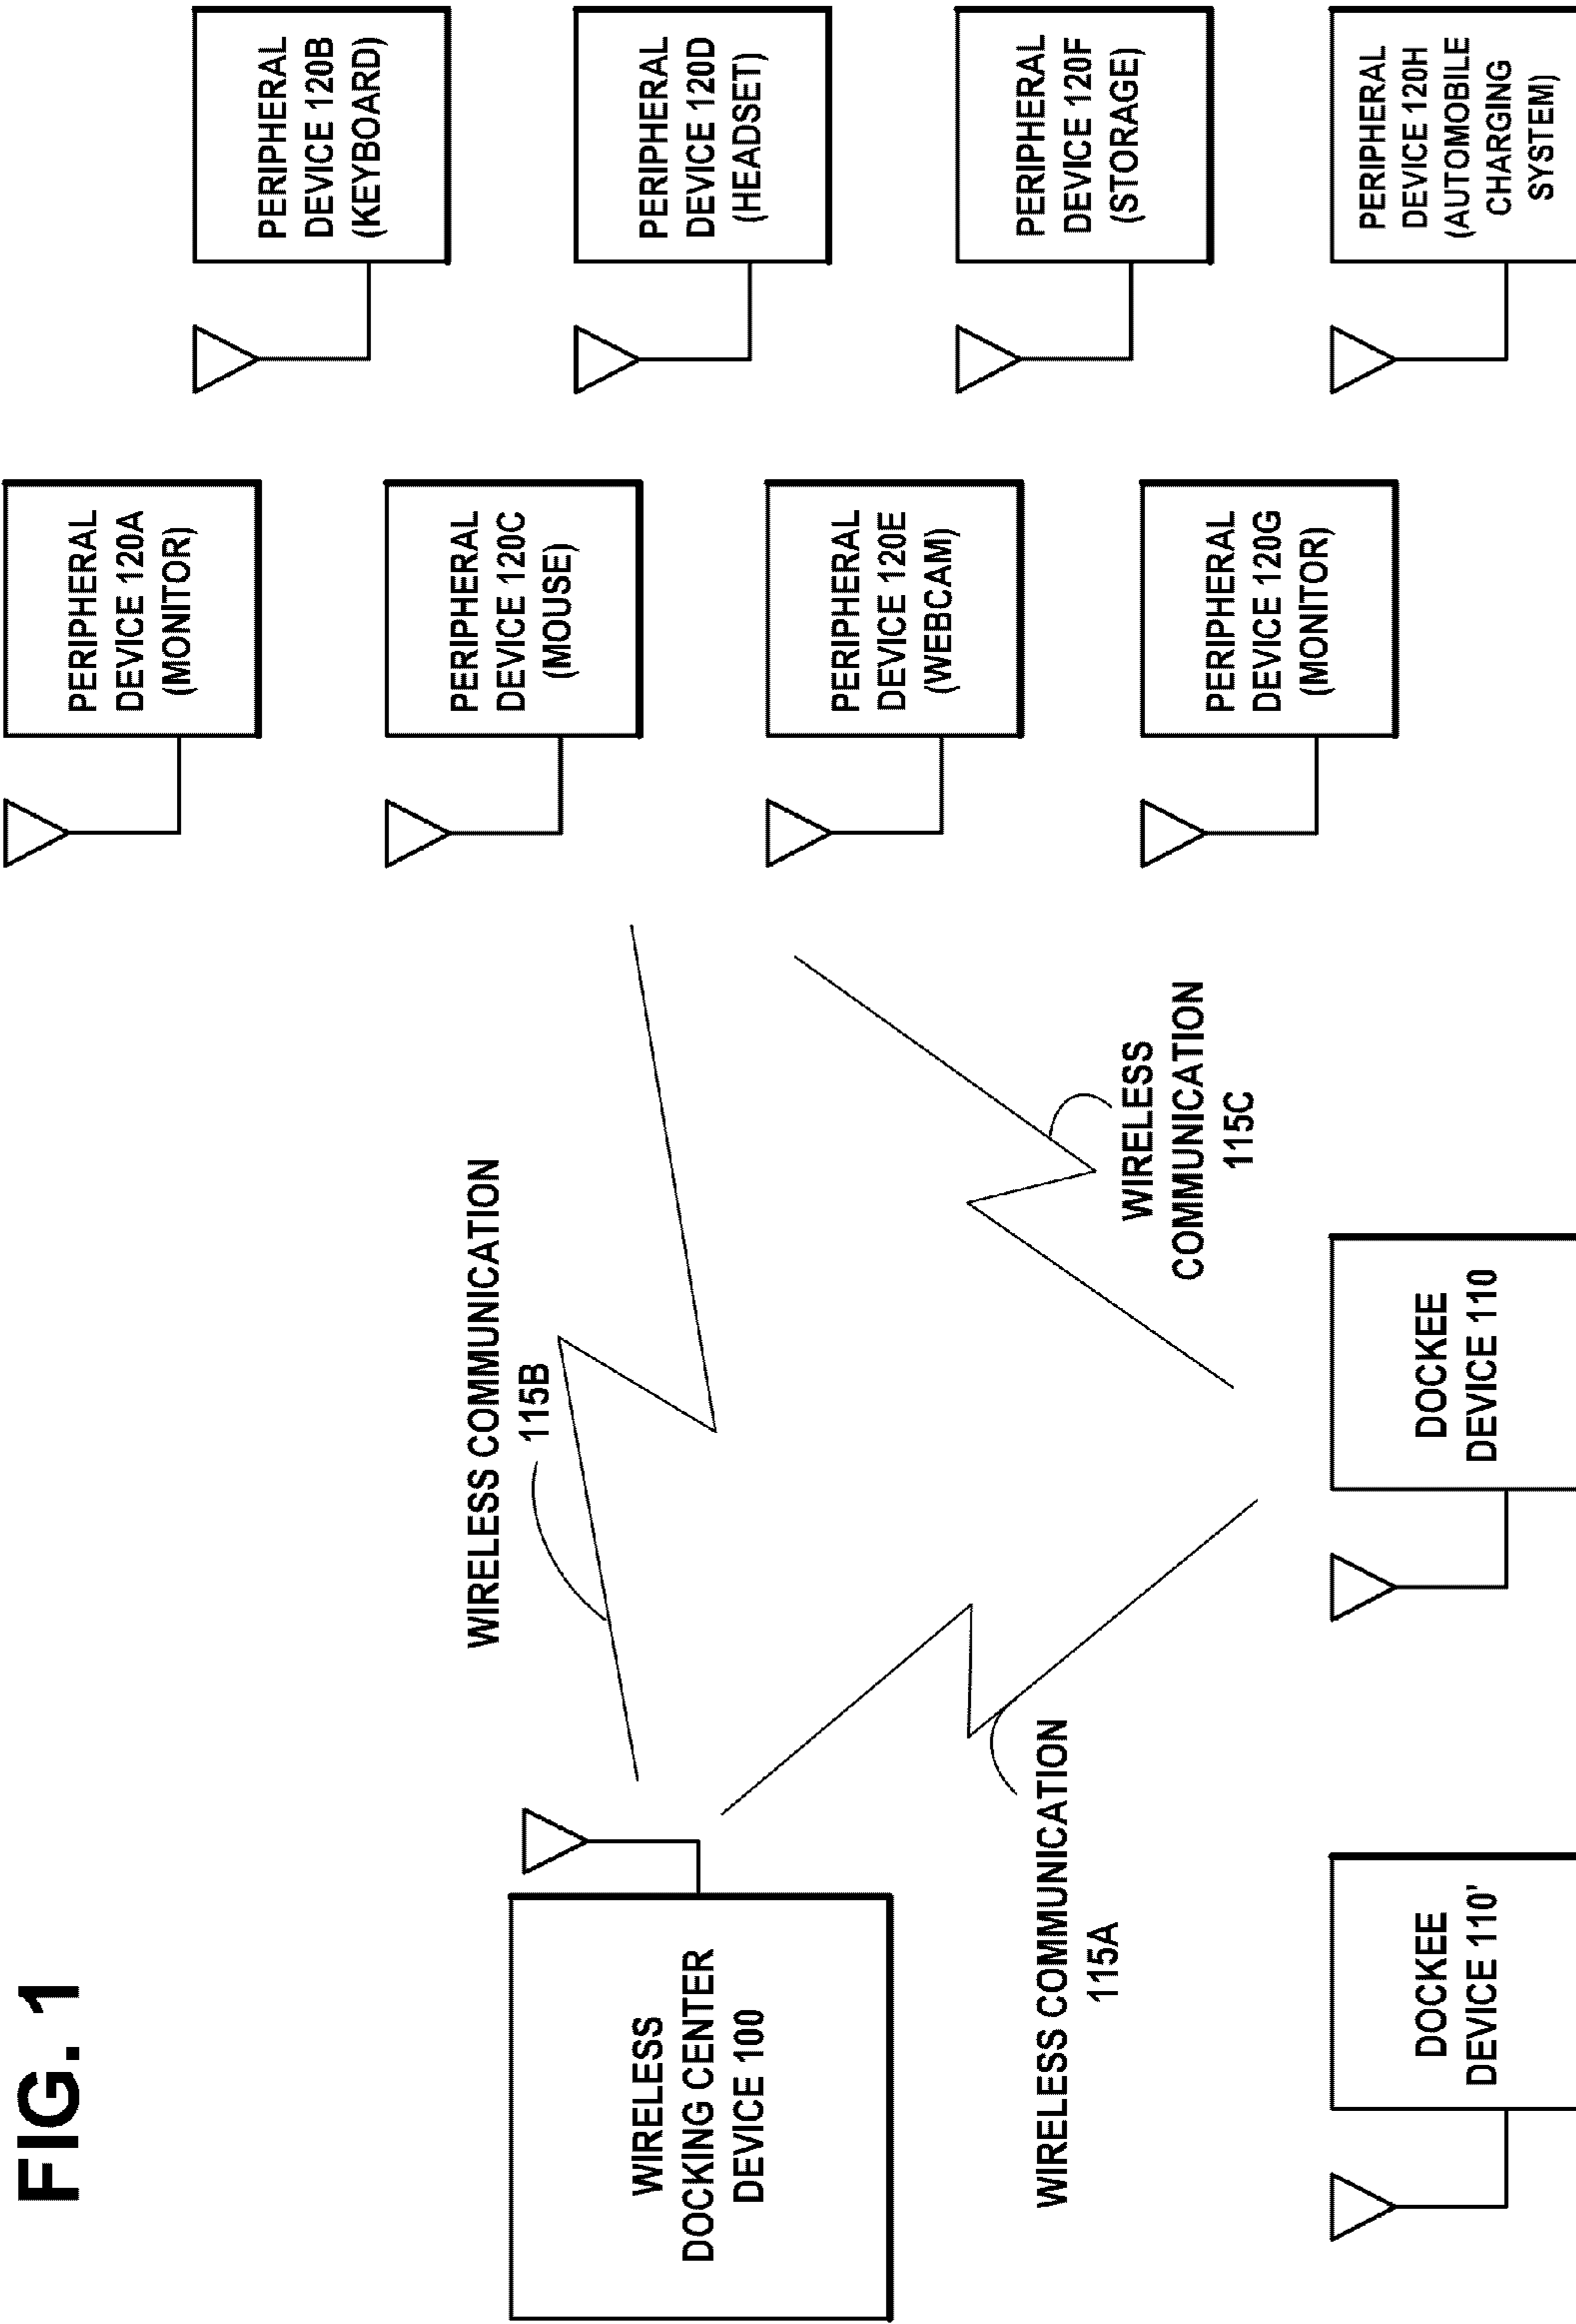 FIG. 1
WIRELESS
DOCKING CENTER
DEVICE 100
WIRELESS COMMUNICATION
115B
WIRELESS COMMUNICATION
115A
WIRELESS
COMMUNICATION
115C
DOCKEE
DEVICE 110'
DOCKEE
DEVICE 110
PERIPHERAL
DEVICE 120A
(MONITOR)
PERIPHERAL
DEVICE 120B
(KEYBOARD)
PERIPHERAL
DEVICE 120C
(MOUSE)
PERIPHERAL
DEVICE 120D
(HEADSET)
PERIPHERAL
DEVICE 120E
(WEBCAM)
PERIPHERAL
DEVICE 120F
(STORAGE)
PERIPHERAL
DEVICE 120G
(MONITOR)
PERIPHERAL
DEVICE 120H
(AUTOMOBILE
CHARGING
SYSTEM)